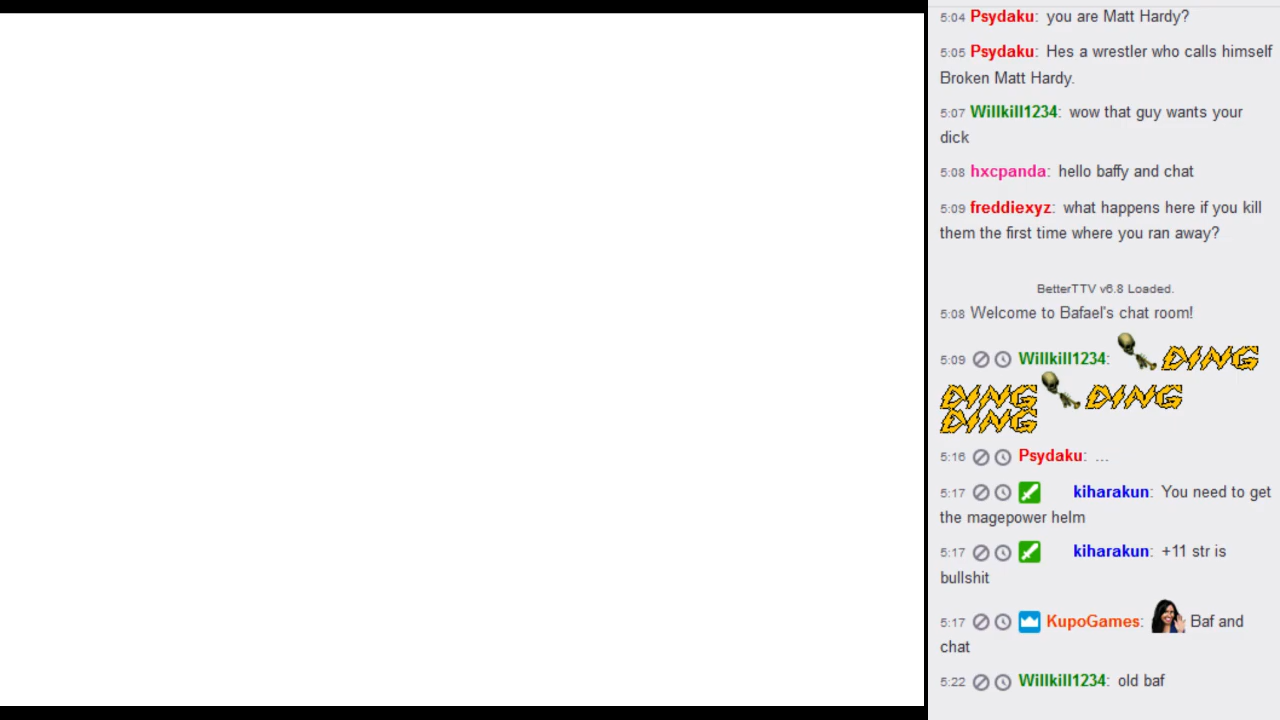 5:04 Psydaku: you are Matt Hardy?
5:05 Psydaku: Hes a wrestler who calls himself
Broken Matt Hardy.
5:07 Willkill1234: wow that guy wants your
dick
5:08 hxcpanda: hello baffy and chat
5:09 freddiexyz: what happens here if you kill
them the first time where you ran away?
BetterTTV v6.8 Loaded.
5:08 Welcome to Bafael's chat room!
5:09 Willkill1234: DING
DING DING
DING
5:16 Psydaku: ...
5:17 kiharakun: You need to get
the magepower helm
5:17 kiharakun: +11 str is
bullshit
5:17 KupoGames: Baf and
chat
5:22 Willkill1234: old baf